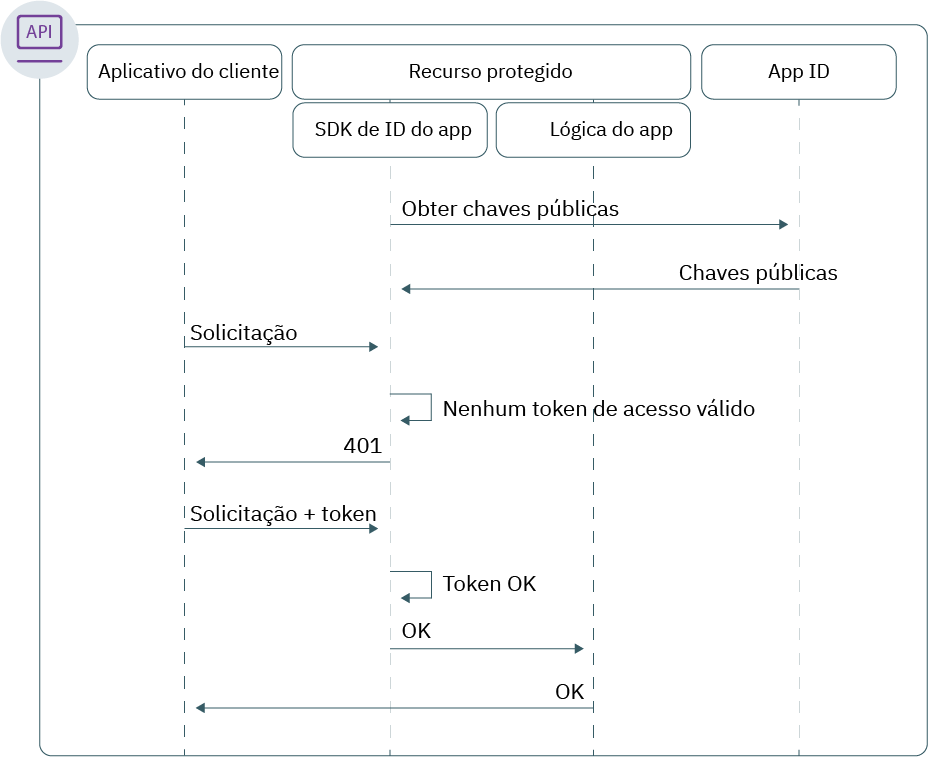 API
Aplicativo do cliente
Recurso protegido
App ID
SDK de ID do app
Lógica do app
Obter chaves públicas
Chaves públicas
Solicitação
Nenhum token de acesso válido
401
Solicitação + token
Token OK
OK
OK